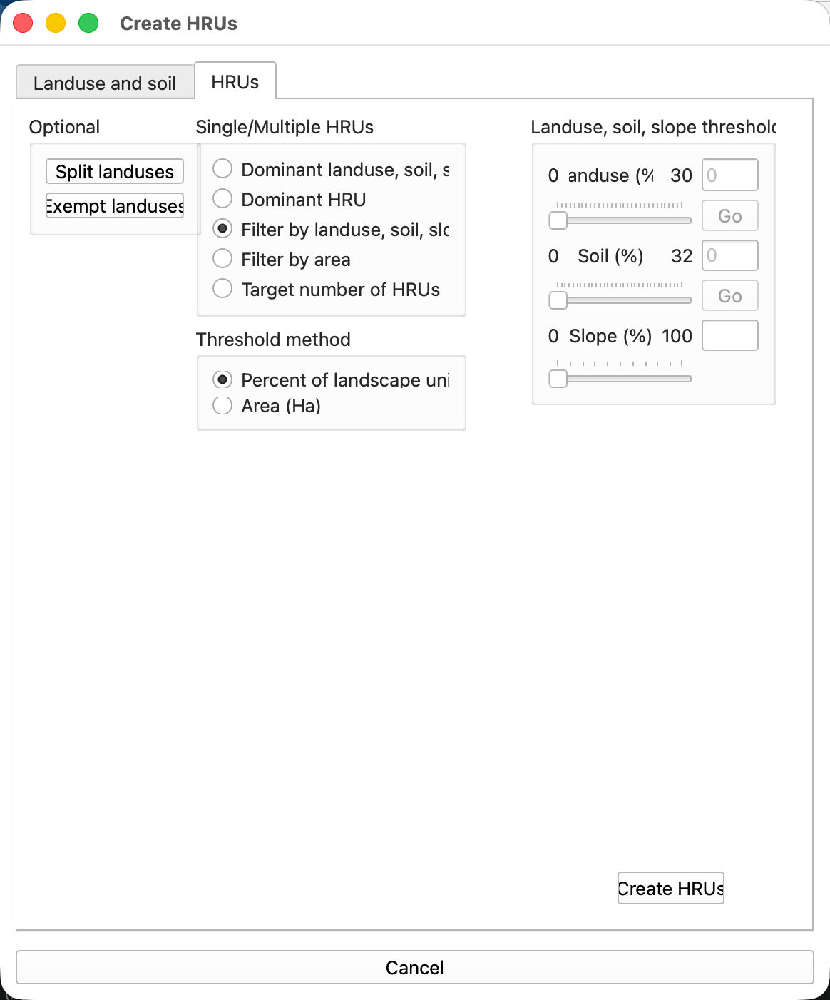 Create HRUs
Landuse and soil
HRUs
Optional
Split landuses
Exempt landuses
Single/Multiple HRUs
Dominant landuse, soil, s
Dominant HRU
Filter by landuse, soil, slo
Filter by area
Target number of HRUs
Threshold method
Percent of landscape uni
Area (Ha)
Landuse, soil, slope threshold
0 anduse (% 30 0
Go
0 Soil (%) 32 0
Go
0 Slope (%) 100
Create HRUs
Cancel